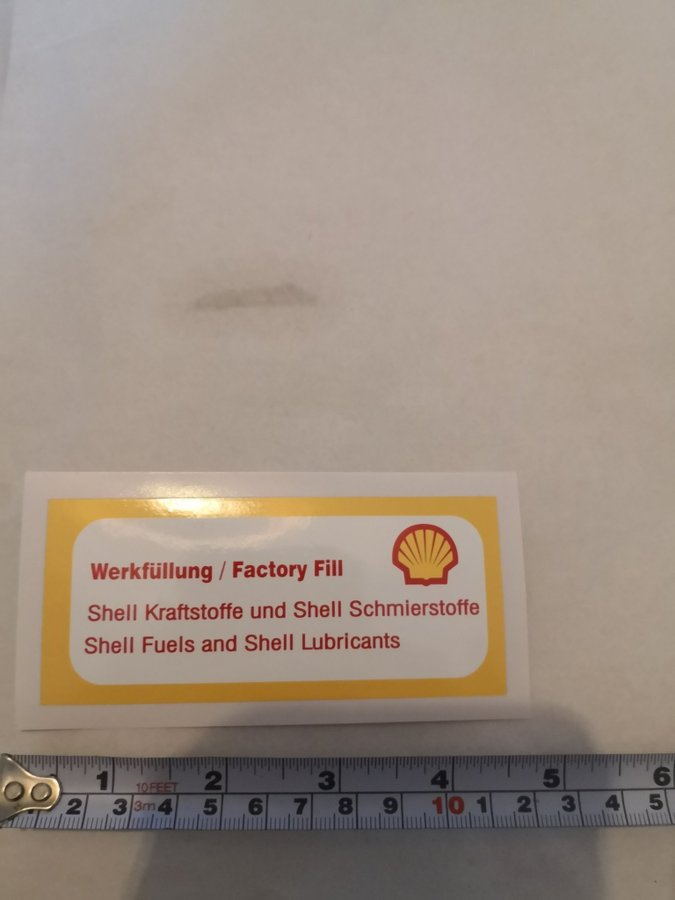 Werkfüllung / Factory Fill
Shell Kraftstoffe und Shell Schmierstoffe
Shell Fuels and Shell Lubricants
1 10FEET 2 3 4 5 6
1 2 3 3m 4 5 6 7 8 9 10 1 2 3 4 5